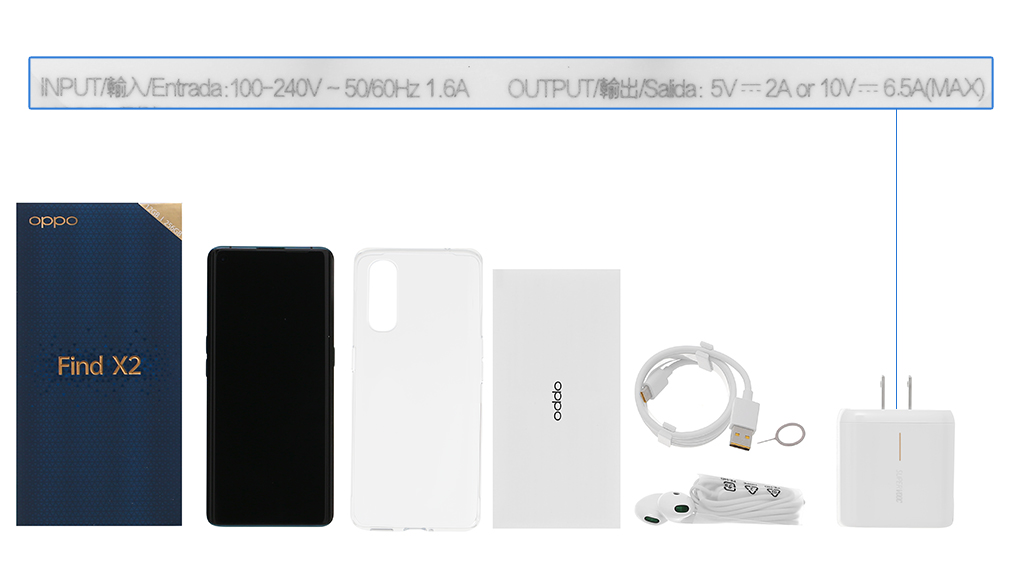 INPUT/輸入/Entrada:100-240V ~ 50/60Hz 1.6A OUTPUT/輸出/Salida: 5V⎓2A or 10V⎓6.5A(MAX)
oppo
Find X2
oppo